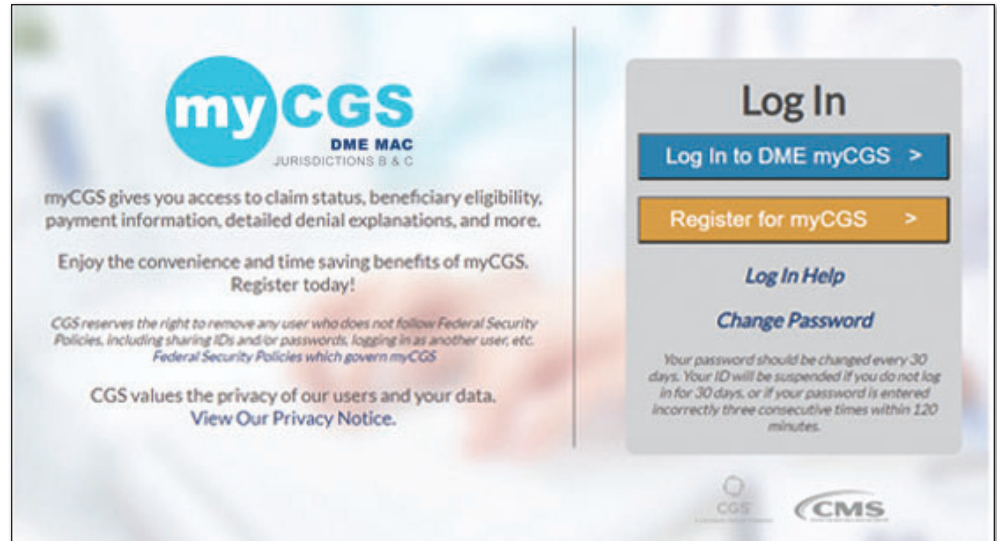 myCGS
DME MAC
JURISDICTIONS B & C
myCGS gives you access to claim status, beneficiary eligibility,
payment information, detailed denial explanations, and more.
Enjoy the convenience and time saving benefits of myCGS.
Register today!
CGS reserves the right to remove any user who does not follow Federal Security
Policies, including sharing IDs and/or passwords, logging in as another user, etc.
Federal Security Policies which govern myCGS
CGS values the privacy of our users and your data.
View Our Privacy Notice.
Log In
Log In to DME myCGS >
Register for myCGS >
Log In Help
Change Password
Your password should be changed every 30
days. Your ID will be suspended if you do not log
in for 30 days, or if your password is entered
incorrectly three consecutive times within 120
minutes.
CGS
CMS